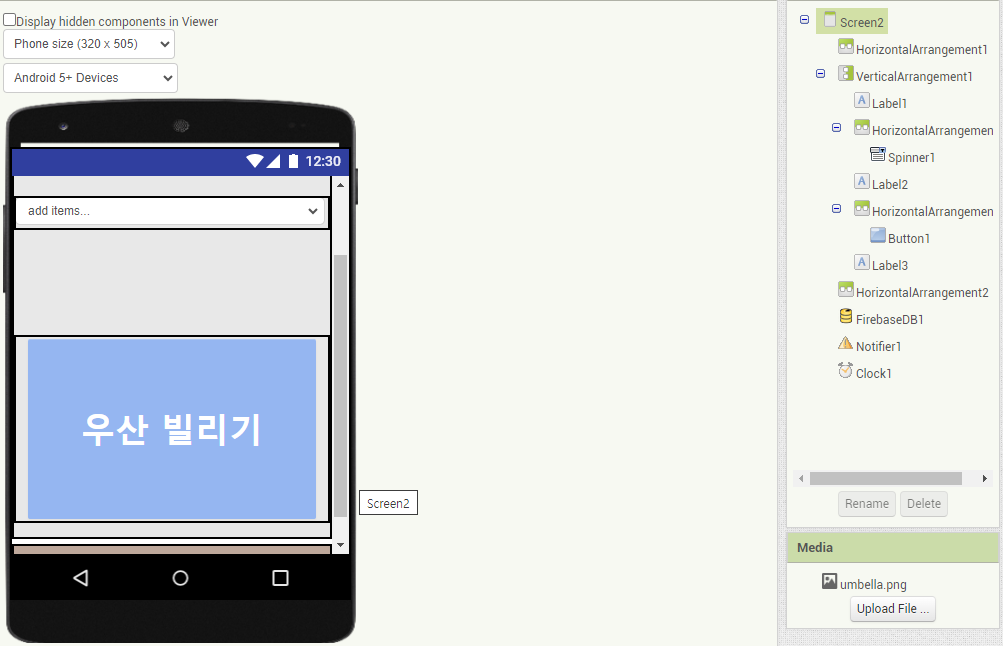 Display hidden components in Viewer
Phone size (320 x 505)
Android 5+ Devices
12:30
add items...
우산 빌리기
Screen2
Screen2
HorizontalArrangement1
VerticalArrangement1
A Label1
HorizontalArrangemen
Spinner1
A Label2
HorizontalArrangemen
Button1
A Label3
HorizontalArrangement2
FirebaseDB1
Notifier1
Clock1
Rename Delete
Media
umbella.png
Upload File ...